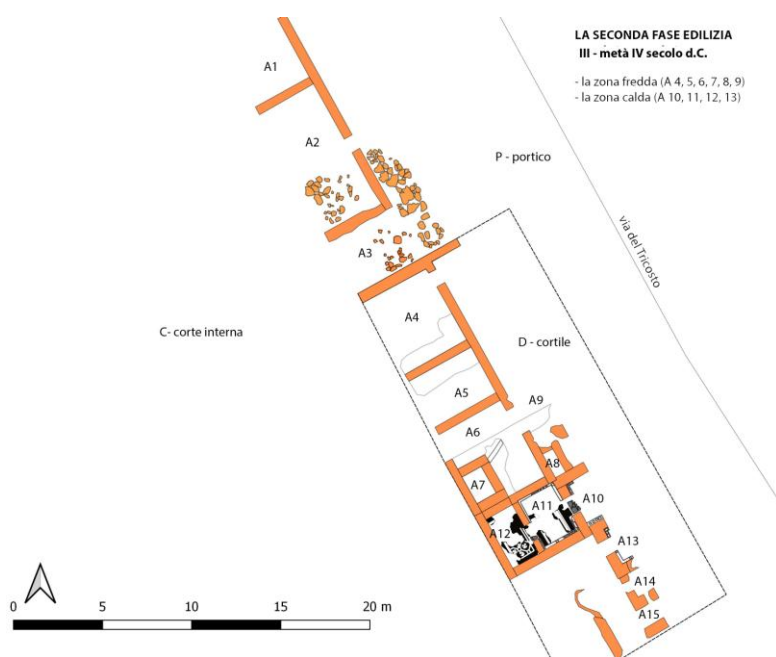 LA SECONDA FASE EDILIZIA
III - metà IV secolo d.C.
- la zona fredda (A 4, 5, 6, 7, 8, 9)
- la zona calda (A 10, 11, 12, 13)
A1
A2
P - portico
via del Tricosto
A3
A4
C- corte interna
D - cortile
A5
A9
A6
A8
A7
A10
A11
A12
A13
A14
A15
0 5 10 15 20 m